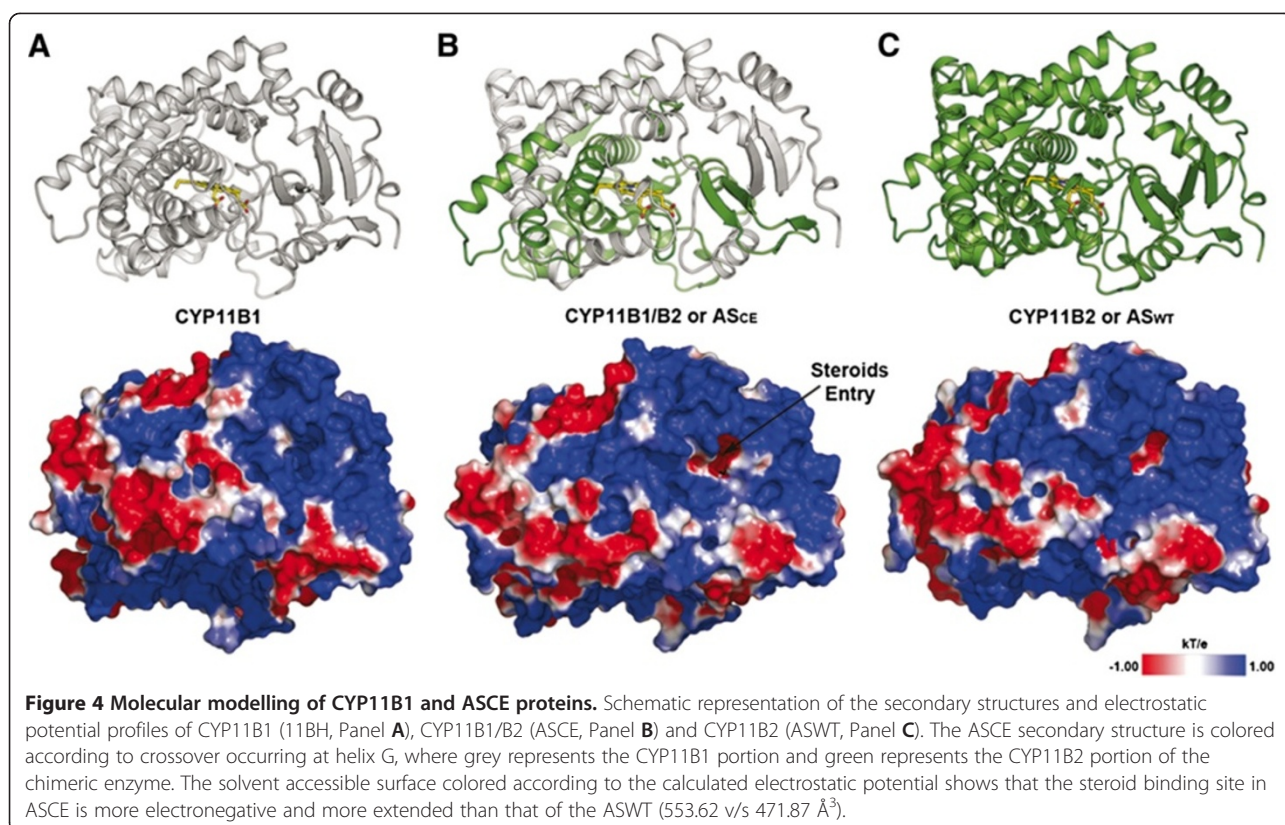 A
B
C
CYP11B1
CYP11B1/B2 or ASCE
CYP11B2 or ASWT
Steroids
Entry
kT/e
-1.00
1.00
Figure 4 Molecular modelling of CYP11B1 and ASCE proteins. Schematic representation of the secondary structures and electrostatic
potential profiles of CYP11B1 (11BH, Panel A), CYP11B1/B2 (ASCE, Panel B) and CYP11B2 (ASWT, Panel C). The ASCE secondary structure is colored
according to crossover occurring at helix G, where grey represents the CYP11B1 portion and green represents the CYP11B2 portion of the
chimeric enzyme. The solvent accessible surface colored according to the calculated electrostatic potential shows that the steroid binding site in
ASCE is more electronegative and more extended than that of the ASWT (553.62 v/s 471.87 Å³).